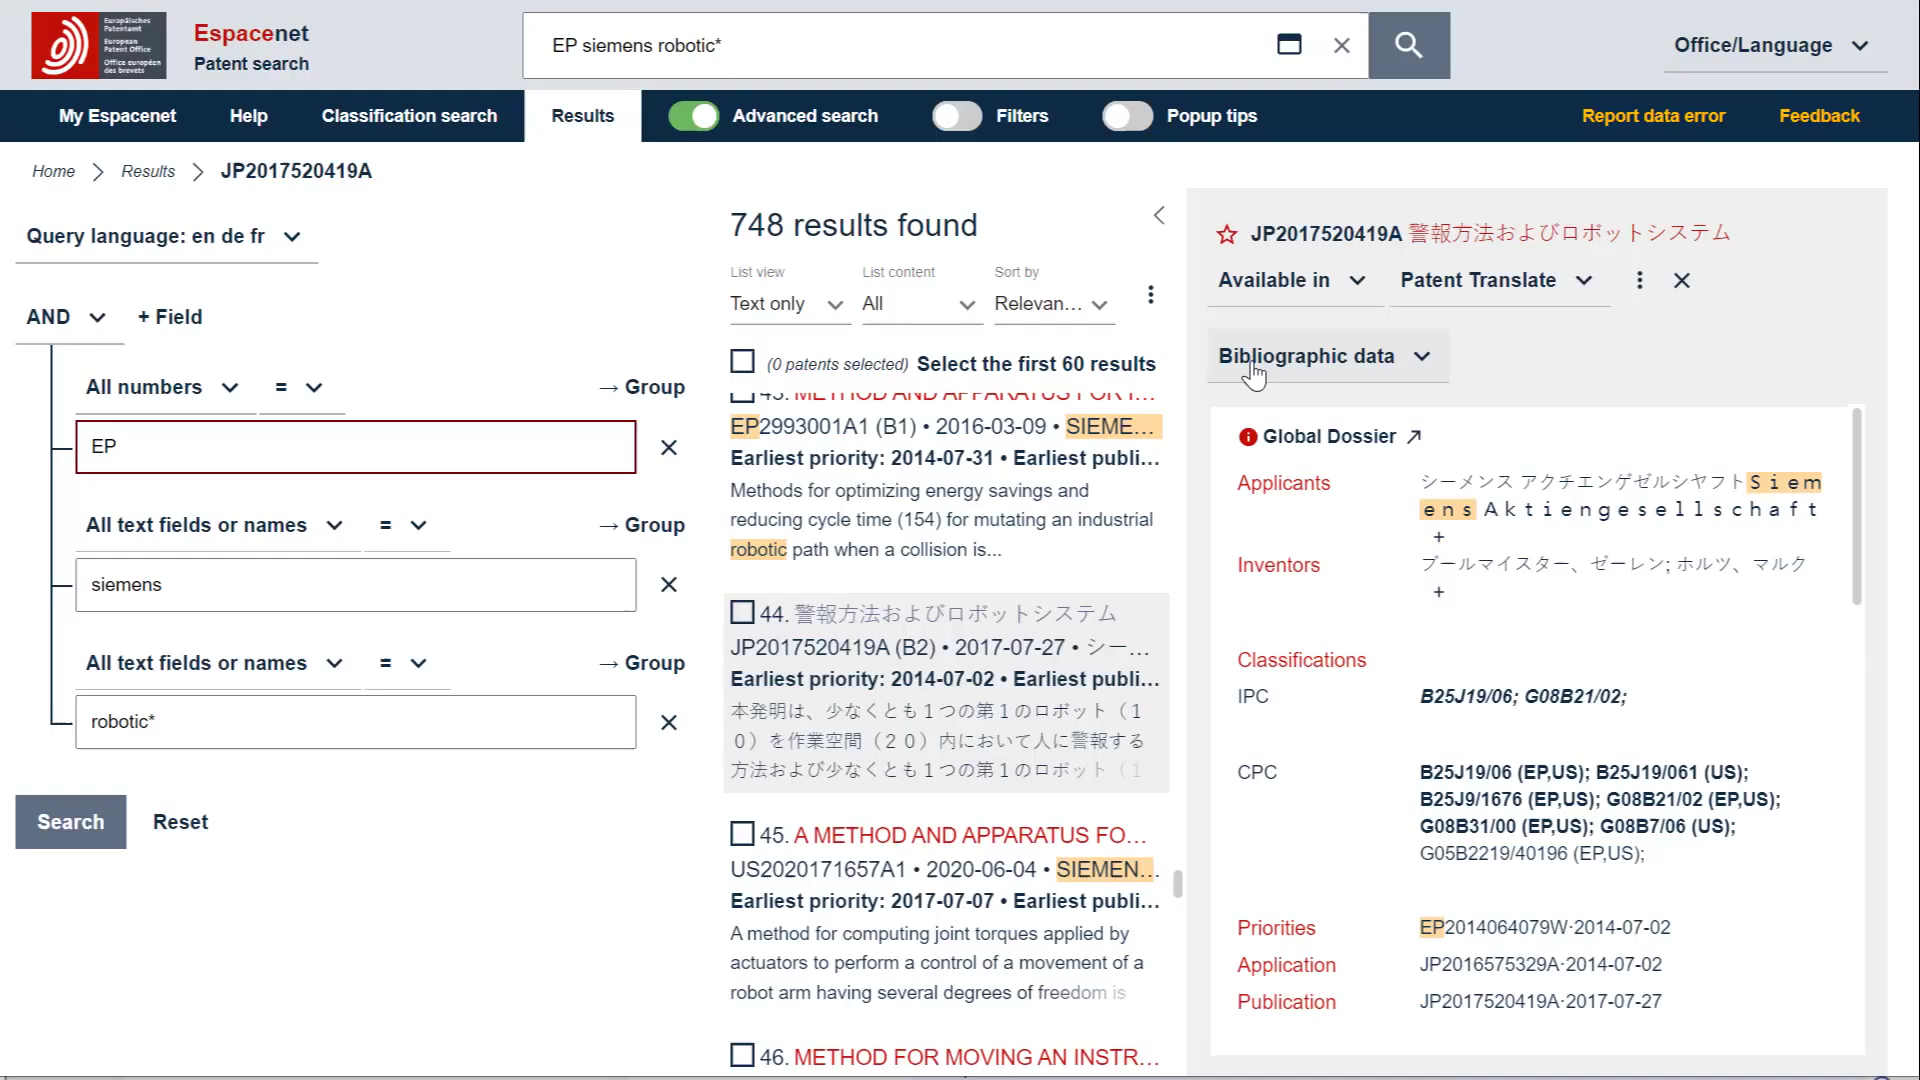 Europäisches
Patentamt
European
Patent Office
Office européen
des brevets
Espacenet
Patent search
EP siemens robotic*
Office/Language
My Espacenet
Help
Classification search
Results
Advanced search
Filters
Popup tips
Report data error
Feedback
Home
Results
JP2017520419A
Query language: en de fr
AND
+ Field
All numbers
=
→ Group
EP
All text fields or names
=
→ Group
siemens
All text fields or names
=
→ Group
robotic*
Search
Reset
748 results found
List view
List content
Sort by
Text only
All
Relevan...
(0 patents selected) Select the first 60 results
EP2993001A1 (B1) • 2016-03-09 • SIEME...
Earliest priority: 2014-07-31 • Earliest publi...
Methods for optimizing energy savings and
reducing cycle time (154) for mutating an industrial
robotic path when a collision is...
44. 警報方法およびロボットシステム
JP2017520419A (B2) • 2017-07-27 • シー...
Earliest priority: 2014-07-02 • Earliest publi...
本発明は、少なくとも１つの第１のロボット（１
０）を作業空間（２０）内において人に警報する
方法および少なくとも１つの第１のロボット（１
45. A METHOD AND APPARATUS FO...
US2020171657A1 • 2020-06-04 • SIEMEN...
Earliest priority: 2017-07-07 • Earliest publi...
A method for computing joint torques applied by
actuators to perform a control of a movement of a
robot arm having several degrees of freedom is
46. METHOD FOR MOVING AN INSTR...
JP2017520419A 警報方法およびロボットシステム
Available in
Patent Translate
Bibliographic data
Global Dossier
Applicants
シーメンス アクチエンゲゼルシヤフトＳｉｅｍ
ｅｎｓ Ａｋｔｉｅｎｇｅｓｅｌｌｓｃｈａｆｔ
+
Inventors
ブールマイスター、ゼーレン; ホルツ、マルク
+
Classifications
IPC
B25J19/06; G08B21/02;
CPC
B25J19/06 (EP,US); B25J19/061 (US);
B25J9/1676 (EP,US); G08B21/02 (EP,US);
G08B31/00 (EP,US); G08B7/06 (US);
G05B2219/40196 (EP,US);
Priorities
EP2014064079W·2014-07-02
Application
JP2016575329A·2014-07-02
Publication
JP2017520419A·2017-07-27